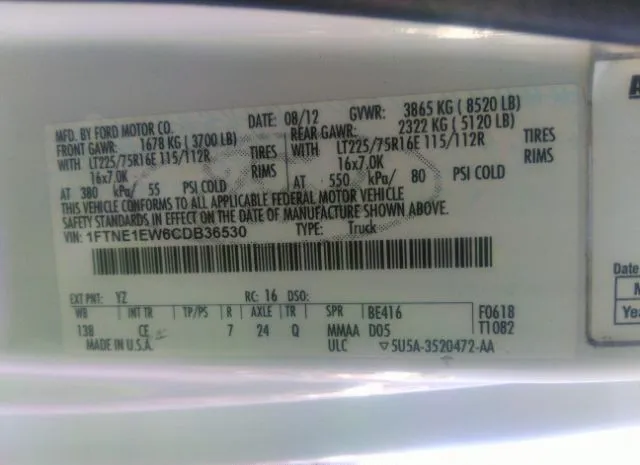 MFD. BY FORD MOTOR CO.
DATE: 08/12 GVWR: 3865 KG ( 8520 LB)
FRONT GAWR: 1678 KG ( 3700 LB)
REAR GAWR: 2322 KG ( 5120 LB)
WITH LT225/75R16E 115/112R TIRES
WITH LT225/75R16E 115/112R TIRES
16x7.0K RIMS
16x7.0K RIMS
AT 380 kPa/ 55 PSI COLD
AT 550 kPa/ 80 PSI COLD
THIS VEHICLE CONFORMS TO ALL APPLICABLE FEDERAL MOTOR VEHICLE
SAFETY STANDARDS IN EFFECT ON THE DATE OF MANUFACTURE SHOWN ABOVE.
VIN: 1FTNE1EW6CDB36530 TYPE: Truck
EXT PNT: YZ RC: 16 DSO:
WB INT TR TP/PS R AXLE TR SPR BE416 F0618
138 CE 7 24 Q MMAA D05 T1082
MADE IN U.S.A. ULC ▽5U5A-3520472-AA
A
Date
M
Yea